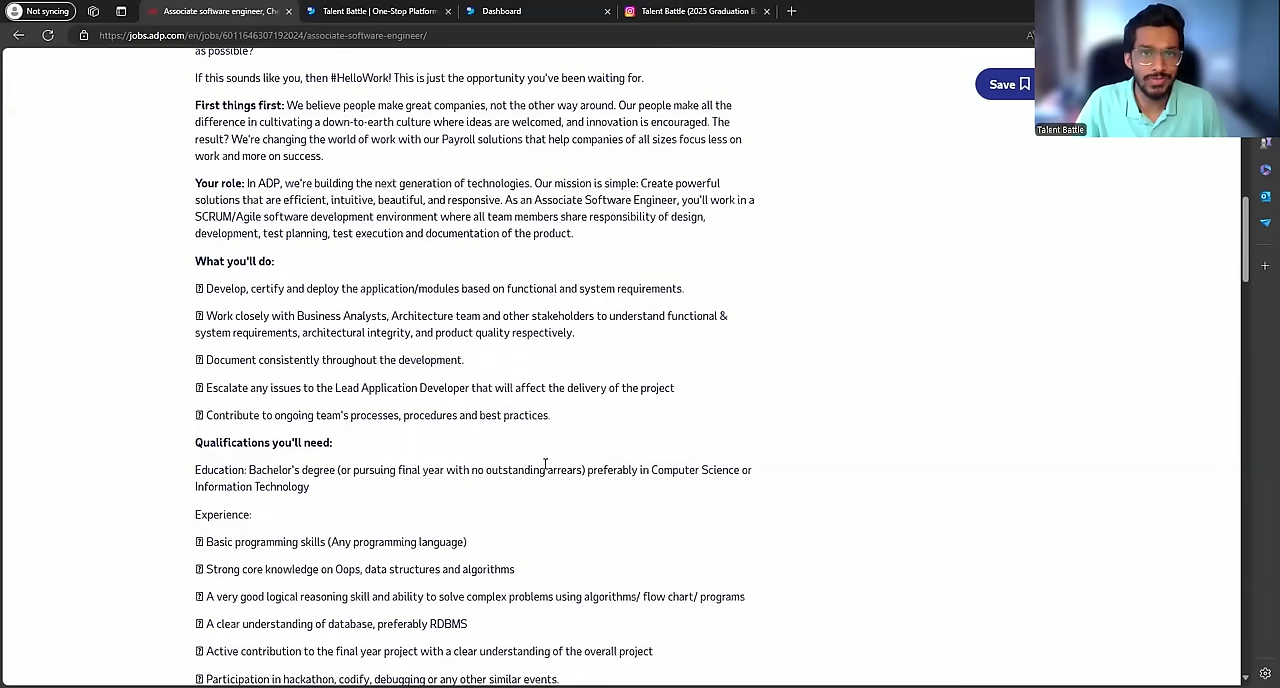 Not syncing
Associate software engineer, Che
Talent Battle | One-Stop Platform
Dashboard
Talent Battle (2025 Graduation B
https://jobs.adp.com/en/jobs/6011646307192024/associate-software-engineer/
as possible?
If this sounds like you, then #HelloWork! This is just the opportunity you've been waiting for.
Save
First things first: We believe people make great companies, not the other way around. Our people make all the
difference in cultivating a down-to-earth culture where ideas are welcomed, and innovation is encouraged. The
result? We're changing the world of work with our Payroll solutions that help companies of all sizes focus less on
work and more on success.
Talent Battle
Your role: In ADP, we're building the next generation of technologies. Our mission is simple: Create powerful
solutions that are efficient, intuitive, beautiful, and responsive. As an Associate Software Engineer, you'll work in a
SCRUM/Agile software development environment where all team members share responsibility of design,
development, test planning, test execution and documentation of the product.
What you'll do:
Develop, certify and deploy the application/modules based on functional and system requirements.
Work closely with Business Analysts, Architecture team and other stakeholders to understand functional &
system requirements, architectural integrity, and product quality respectively.
Document consistently throughout the development.
Escalate any issues to the Lead Application Developer that will affect the delivery of the project
Contribute to ongoing team's processes, procedures and best practices.
Qualifications you'll need:
Education: Bachelor's degree (or pursuing final year with no outstanding arrears) preferably in Computer Science or
Information Technology
Experience:
Basic programming skills (Any programming language)
Strong core knowledge on Oops, data structures and algorithms
A very good logical reasoning skill and ability to solve complex problems using algorithms/ flow chart/ programs
A clear understanding of database, preferably RDBMS
Active contribution to the final year project with a clear understanding of the overall project
Participation in hackathon, codify, debugging or any other similar events.